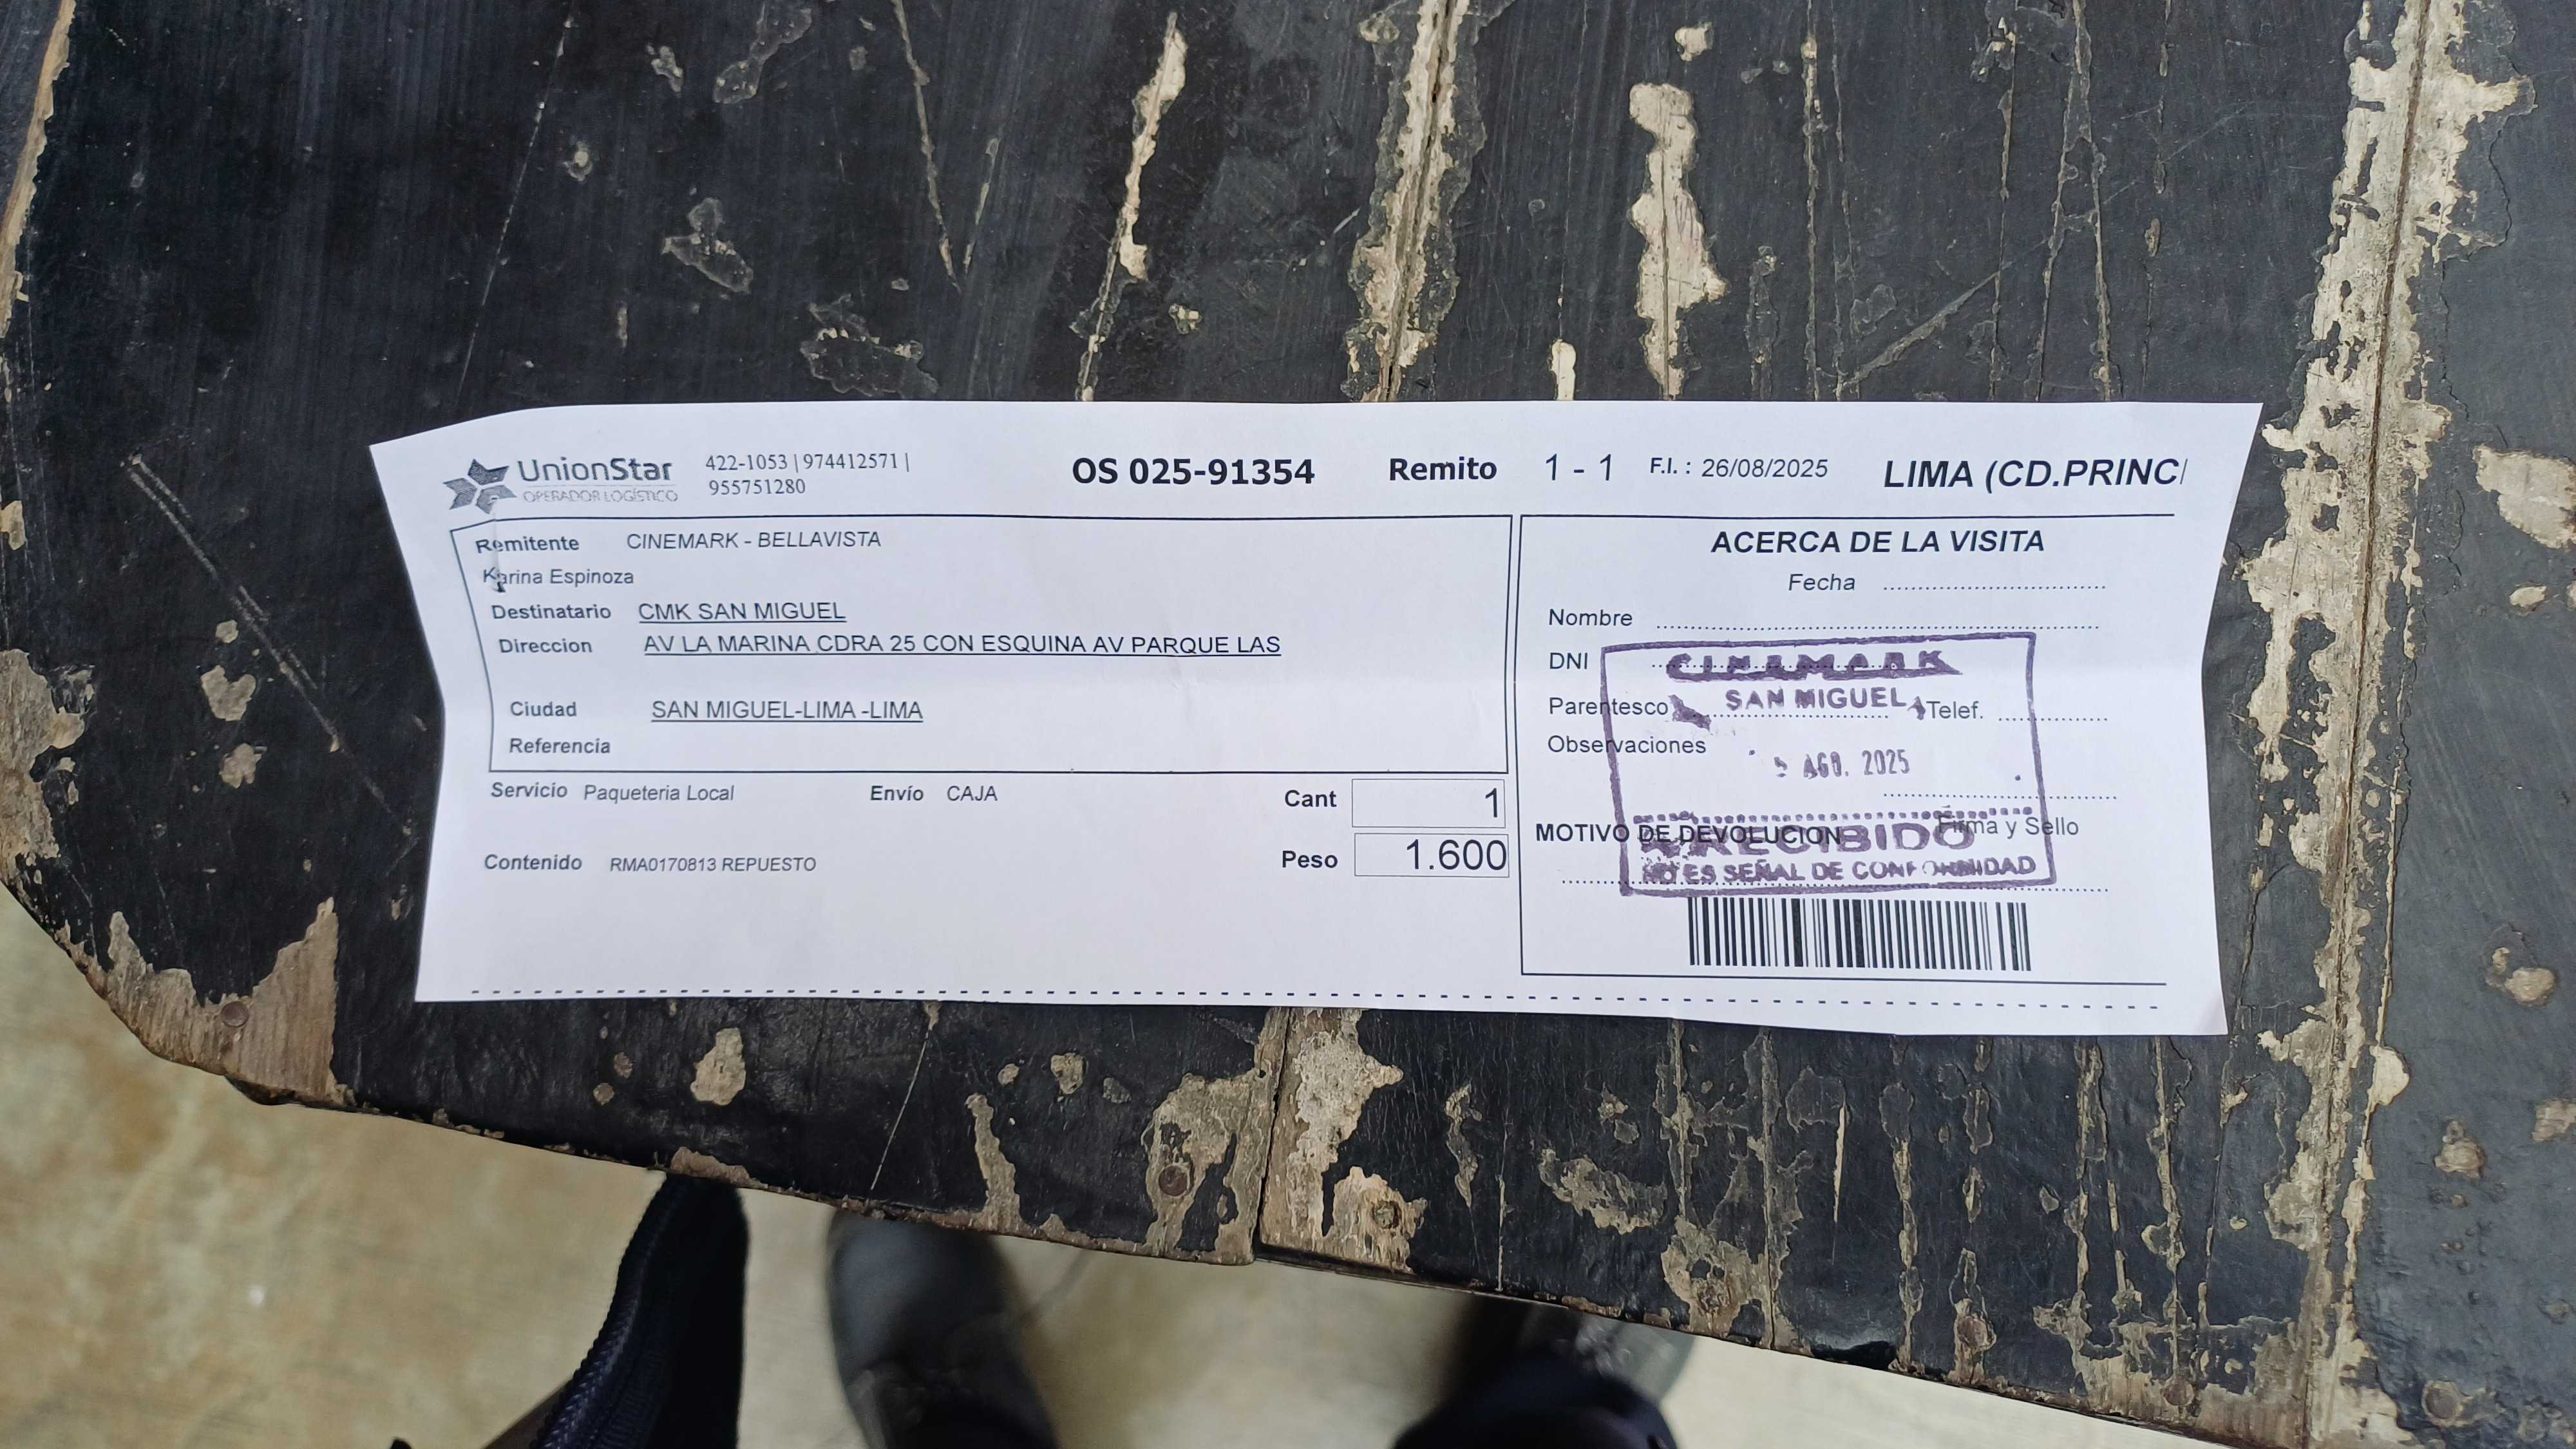 UnionStar
OPERADOR LOGÍSTICO
422-1053 | 974412571 |
955751280
OS 025-91354 Remito 1 - 1 F.I. : 26/08/2025 LIMA (CD.PRINC
Remitente CINEMARK - BELLAVISTA
Karina Espinoza
Destinatario CMK SAN MIGUEL
Direccion AV LA MARINA CDRA 25 CON ESQUINA AV PARQUE LAS
Ciudad SAN MIGUEL-LIMA -LIMA
Referencia
Servicio Paqueteria Local Envío CAJA Cant 1
Contenido RMA0170813 REPUESTO Peso 1.600
ACERCA DE LA VISITA
Fecha
Nombre
DNI
Parentesco Telef.
Observaciones
Firma y Sello
MOTIVO DE DEVOLUCION
CINEMARK
SAN MIGUEL
AGO. 2025
RECIBIDO
NO ES SEÑAL DE CONFORMIDAD